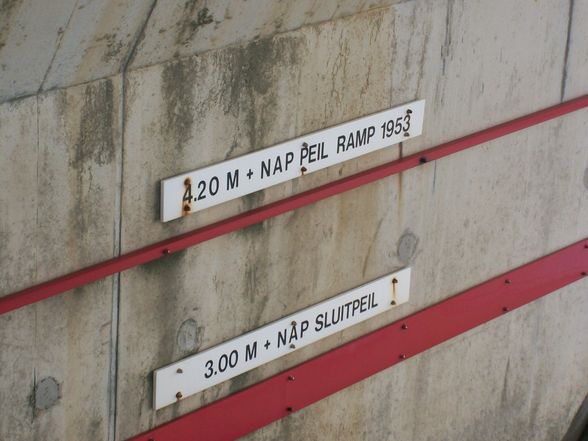 4.20 M + NAP PEIL RAMP 1953
3.00 M + NAP SLUITPEIL